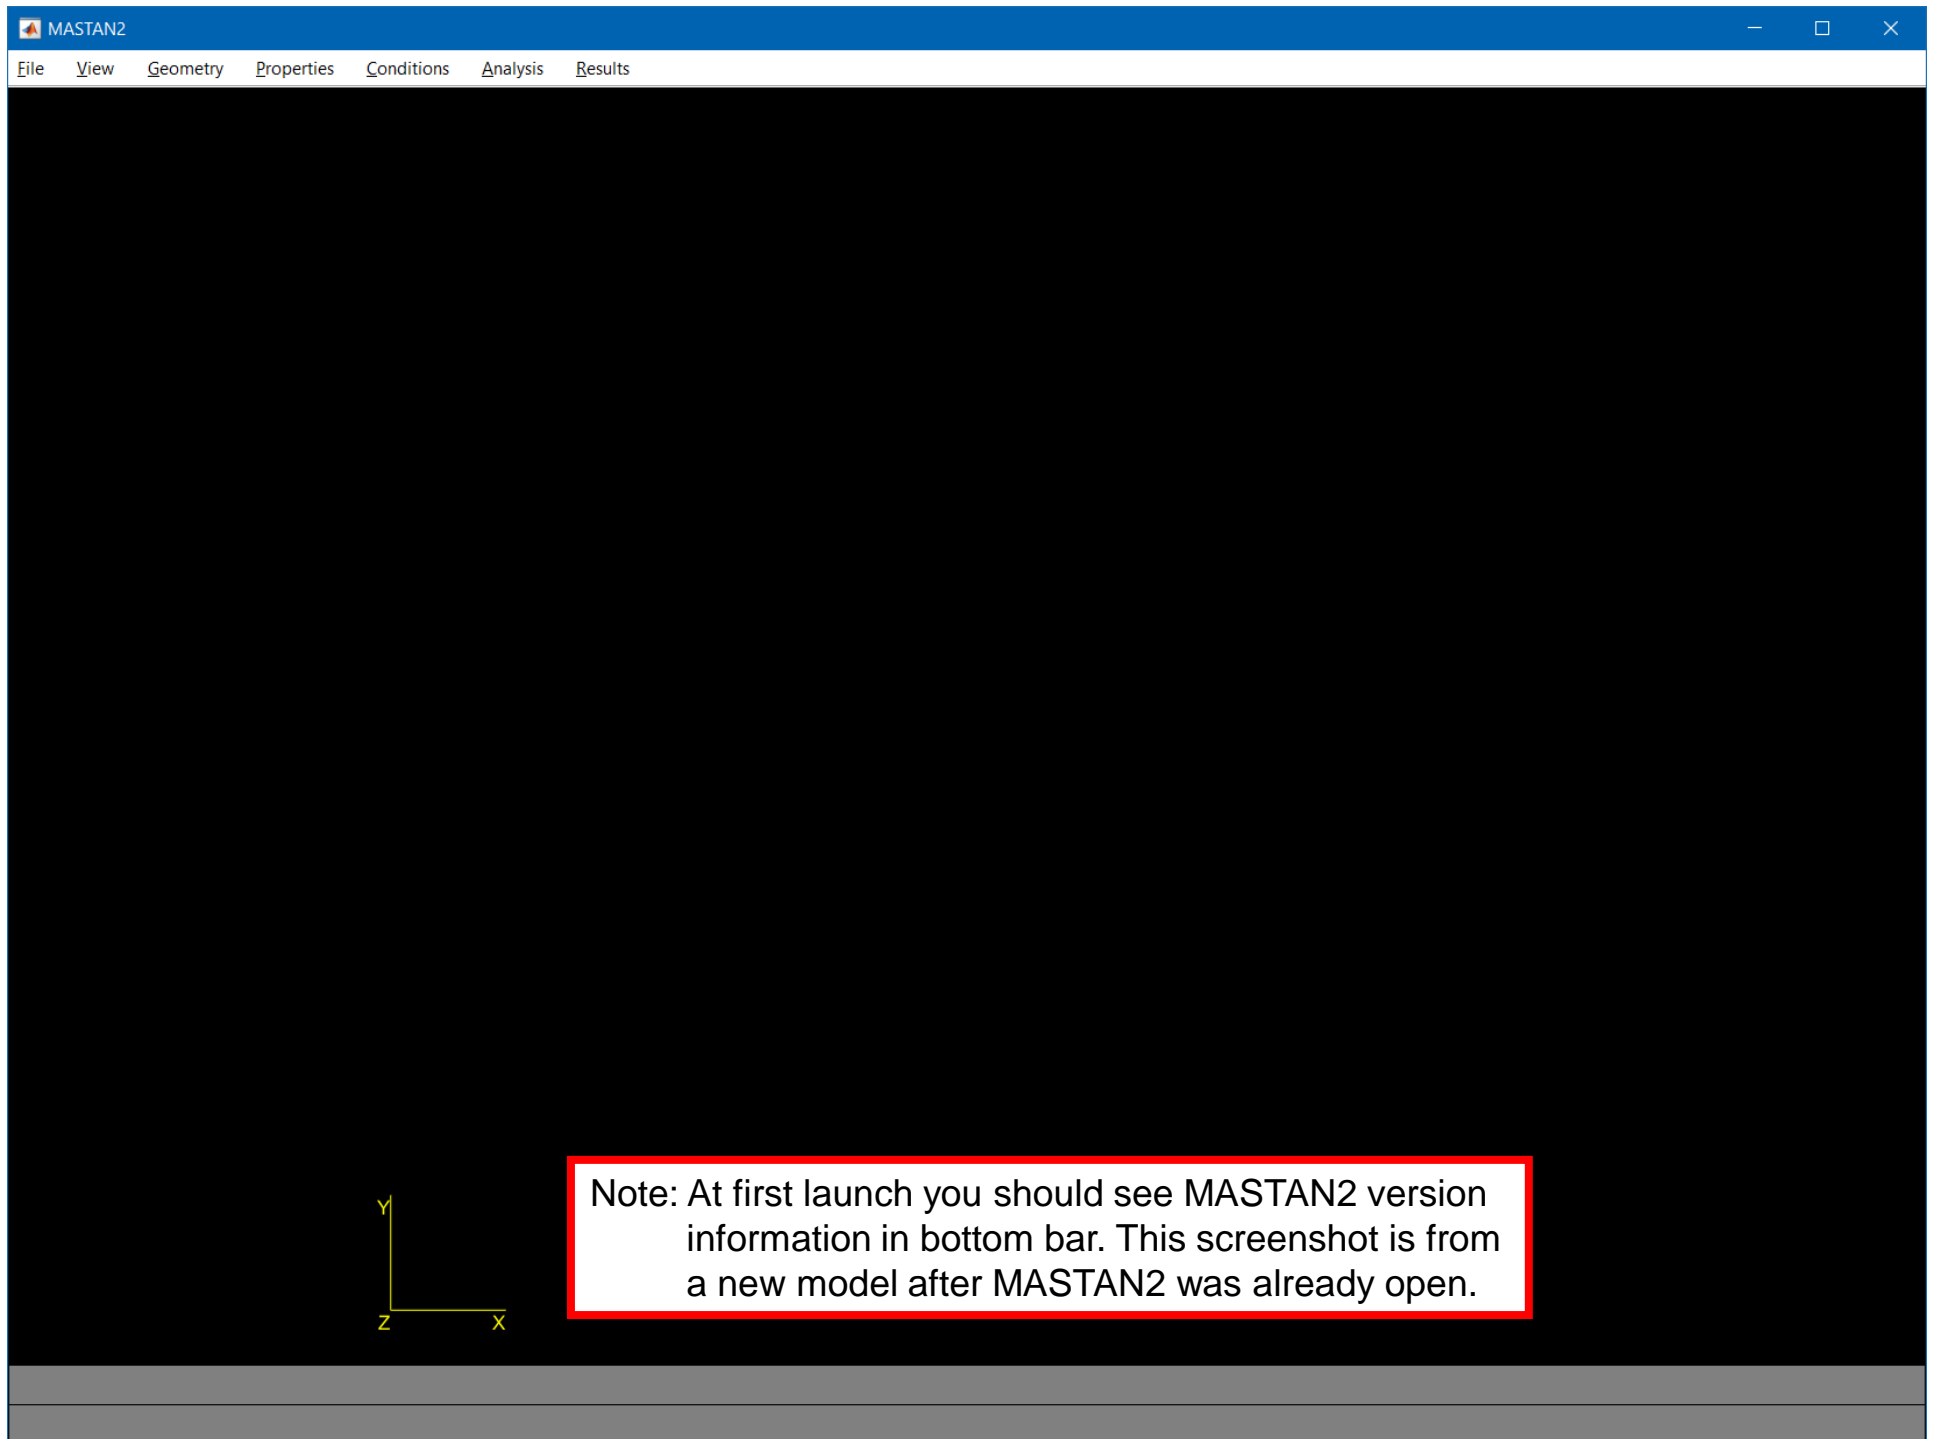 MASTAN2
File View Geometry Properties Conditions Analysis Results
Note: At first launch you should see MASTAN2 version
information in bottom bar. This screenshot is from
a new model after MASTAN2 was already open.
Y
Z X